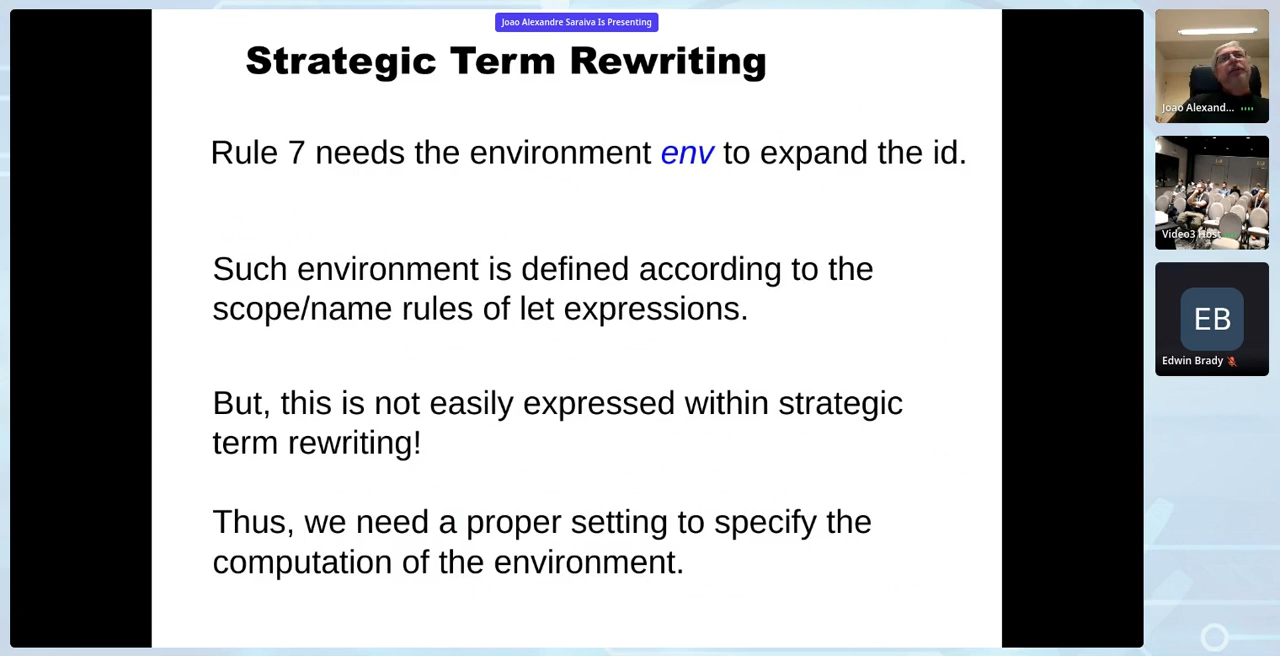 Joao Alexandre Saraiva Is Presenting
Strategic Term Rewriting
Rule 7 needs the environment env to expand the id.
Such environment is defined according to the
scope/name rules of let expressions.
But, this is not easily expressed within strategic
term rewriting!
Thus, we need a proper setting to specify the
computation of the environment.
Joao Alexand...
Video3 Host
EB
Edwin Brady